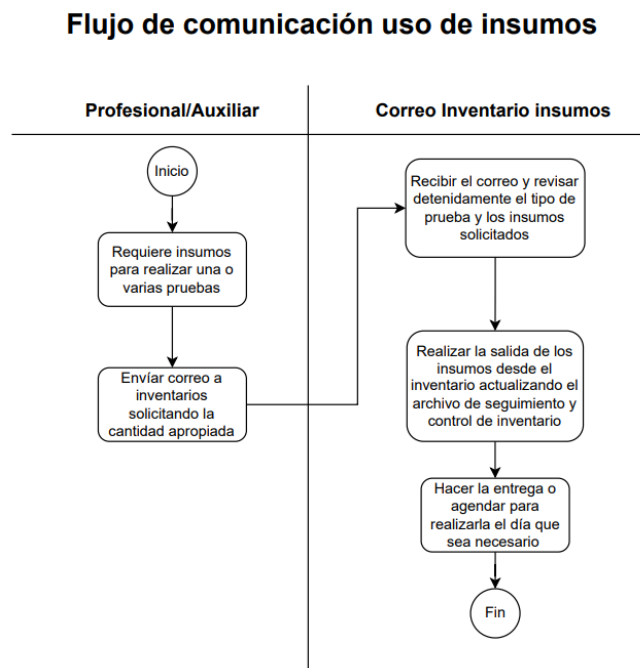 Flujo de comunicación uso de insumos
Profesional/Auxiliar
Correo Inventario insumos
Inicio
Requiere insumos
para realizar una o
varias pruebas
Envíar correo a
inventarios
solicitando la
cantidad apropiada
Recibir el correo y revisar
detenidamente el tipo de
prueba y los insumos
solicitados
Realizar la salida de los
insumos desde el
inventario actualizando el
archivo de seguimiento y
control de inventario
Hacer la entrega o
agendar para
realizarla el día que
sea necesario
Fin